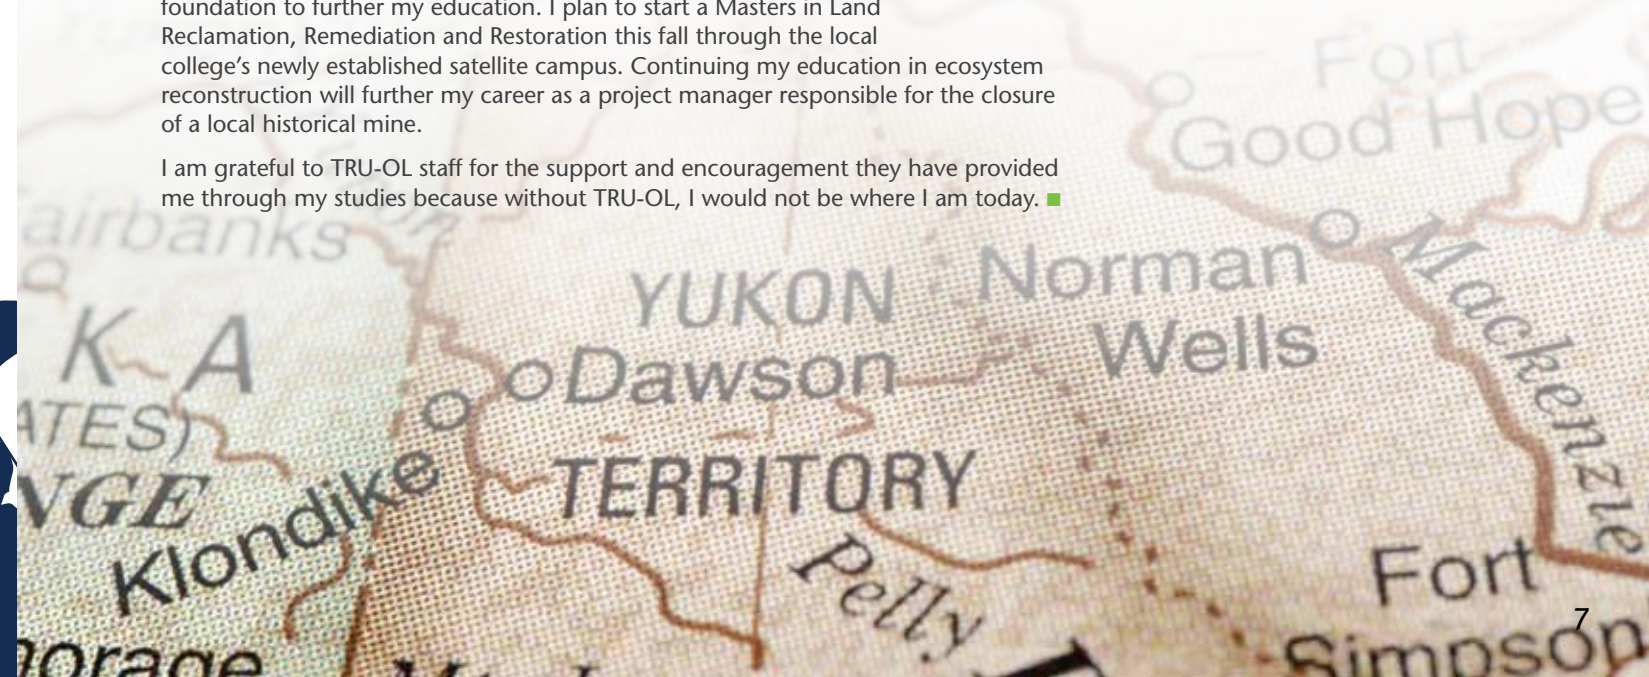 foundation to further my education. I plan to start a Masters in Land
Reclamation, Remediation and Restoration this fall through the local
college’s newly established satellite campus. Continuing my education in ecosystem
reconstruction will further my career as a project manager responsible for the closure
of a local historical mine.
I am grateful to TRU-OL staff for the support and encouragement they have provided
me through my studies because without TRU-OL, I would not be where I am today.
Fort
Good Hope
airbanks
K A
ATES)
NGE
YUKON
Dawson
TERRITORY
Klondike
Norman
Wells
Mackenzie
Pelly
Fort
Simpson
orage
7